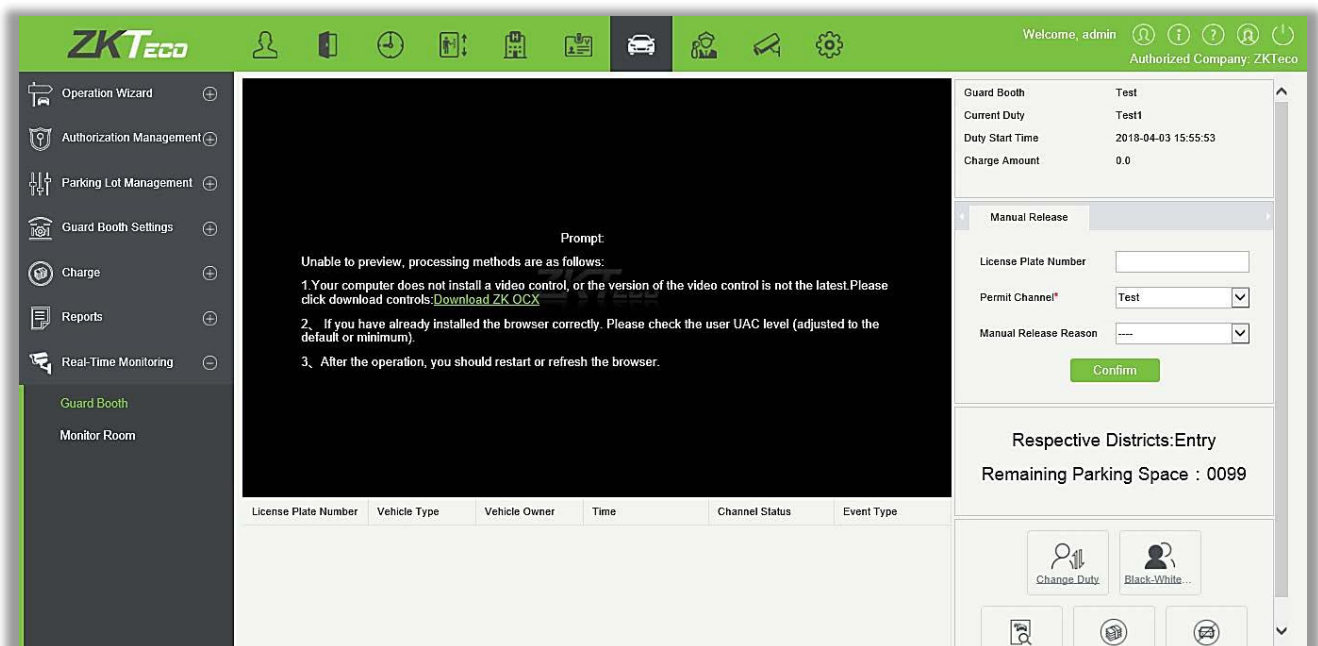 ZKTeco
Welcome, admin
Authorized Company: ZKTeco
Operation Wizard
Authorization Management
Parking Lot Management
Guard Booth Settings
Charge
Reports
Real-Time Monitoring
Guard Booth
Monitor Room
Prompt:
Unable to preview, processing methods are as follows:
1.Your computer does not install a video control, or the version of the video control is not the latest.Please
click download controls:Download ZK OCX
2、 If you have already installed the browser correctly. Please check the user UAC level (adjusted to the
default or minimum).
3、After the operation, you should restart or refresh the browser.
ZKTeco
License Plate Number Vehicle Type Vehicle Owner Time Channel Status Event Type
Guard Booth Test
Current Duty Test1
Duty Start Time 2018-04-03 15:55:53
Charge Amount 0.0
Manual Release
License Plate Number
Permit Channel* Test
Manual Release Reason ----
Confirm
Respective Districts:Entry
Remaining Parking Space : 0099
Change Duty Black-White...